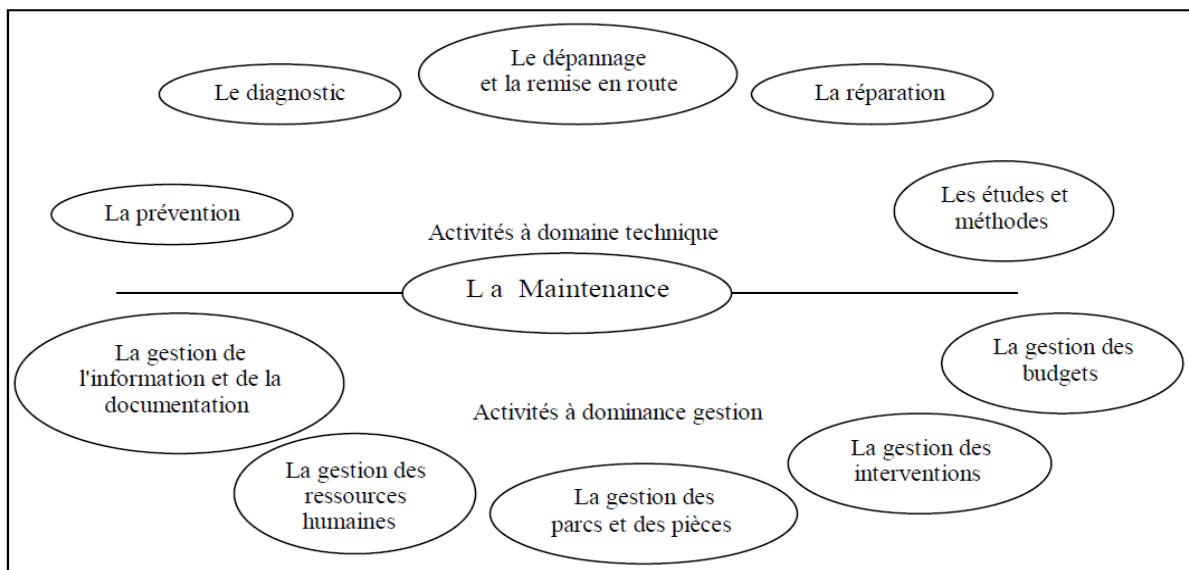 Le dépannage
et la remise en route
Le diagnostic
La réparation
La prévention
Les études et
méthodes
Activités à domaine technique
L a Maintenance
La gestion de
l'information et de la
documentation
La gestion des
budgets
Activités à dominance gestion
La gestion des
interventions
La gestion des
ressources
humaines
La gestion des
parcs et des pièces